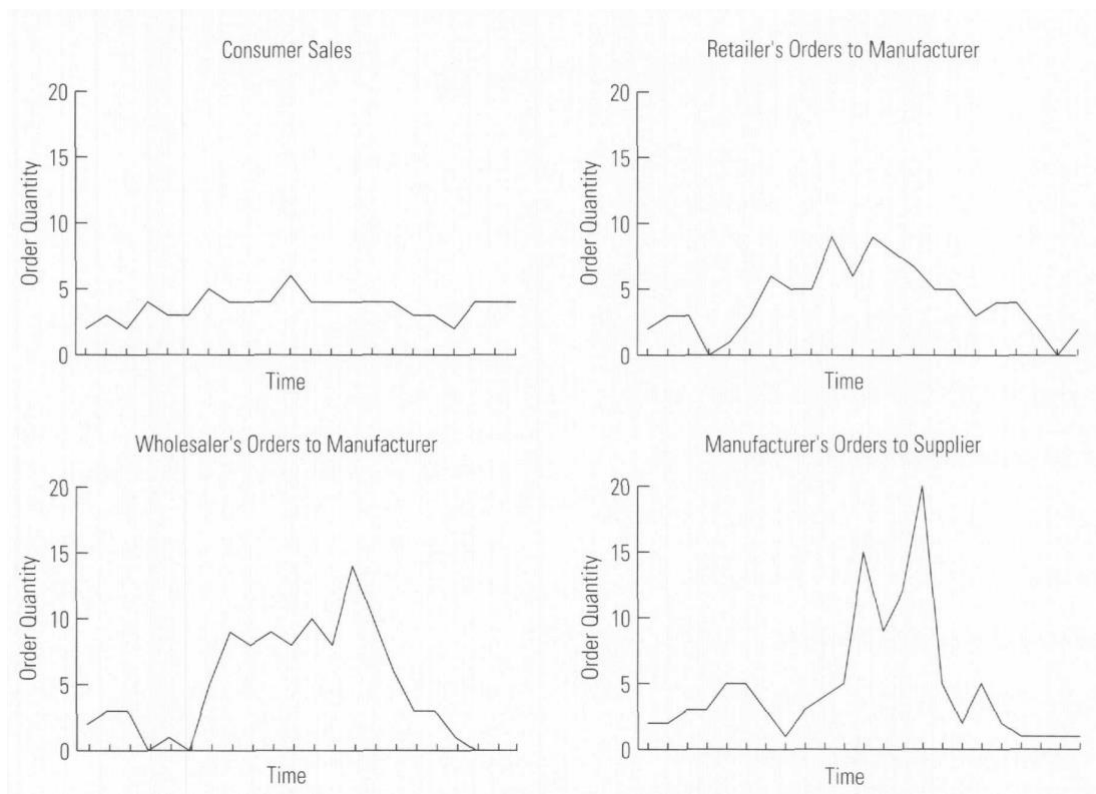 Consumer Sales
20
15
10
5
0
Order Quantity
Time
Retailer's Orders to Manufacturer
20
15
10
5
0
Order Quantity
Time
Wholesaler's Orders to Manufacturer
20
15
10
5
0
Order Quantity
Time
Manufacturer's Orders to Supplier
20
15
10
5
0
Order Quantity
Time